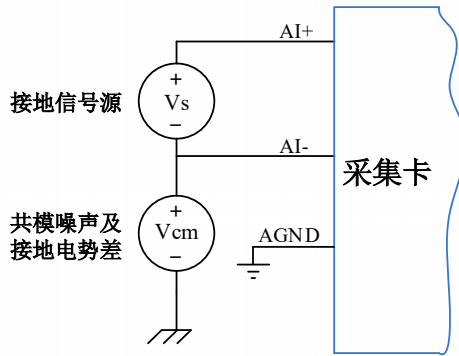 AI+
+
接地信号源
Vs
−
AI-
采集卡
+
共模噪声及
接地电势差
Vcm
−
AGND